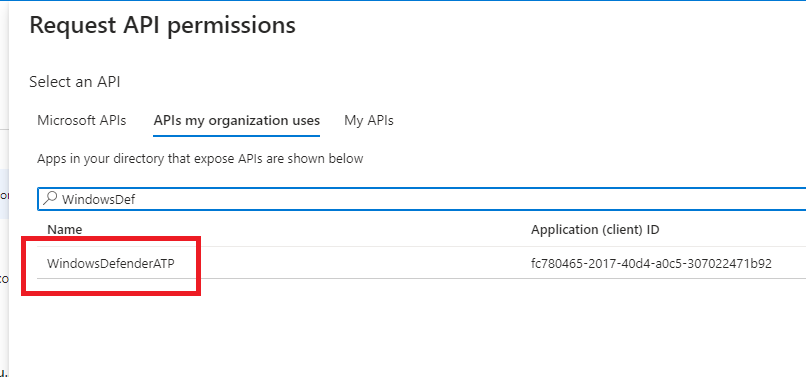 Request API permissions
Select an API
Microsoft APIs APIs my organization uses My APIs
Apps in your directory that expose APIs are shown below
WindowsDef
Name Application (client) ID
WindowsDefenderATP fc780465-2017-40d4-a0c5-307022471b92